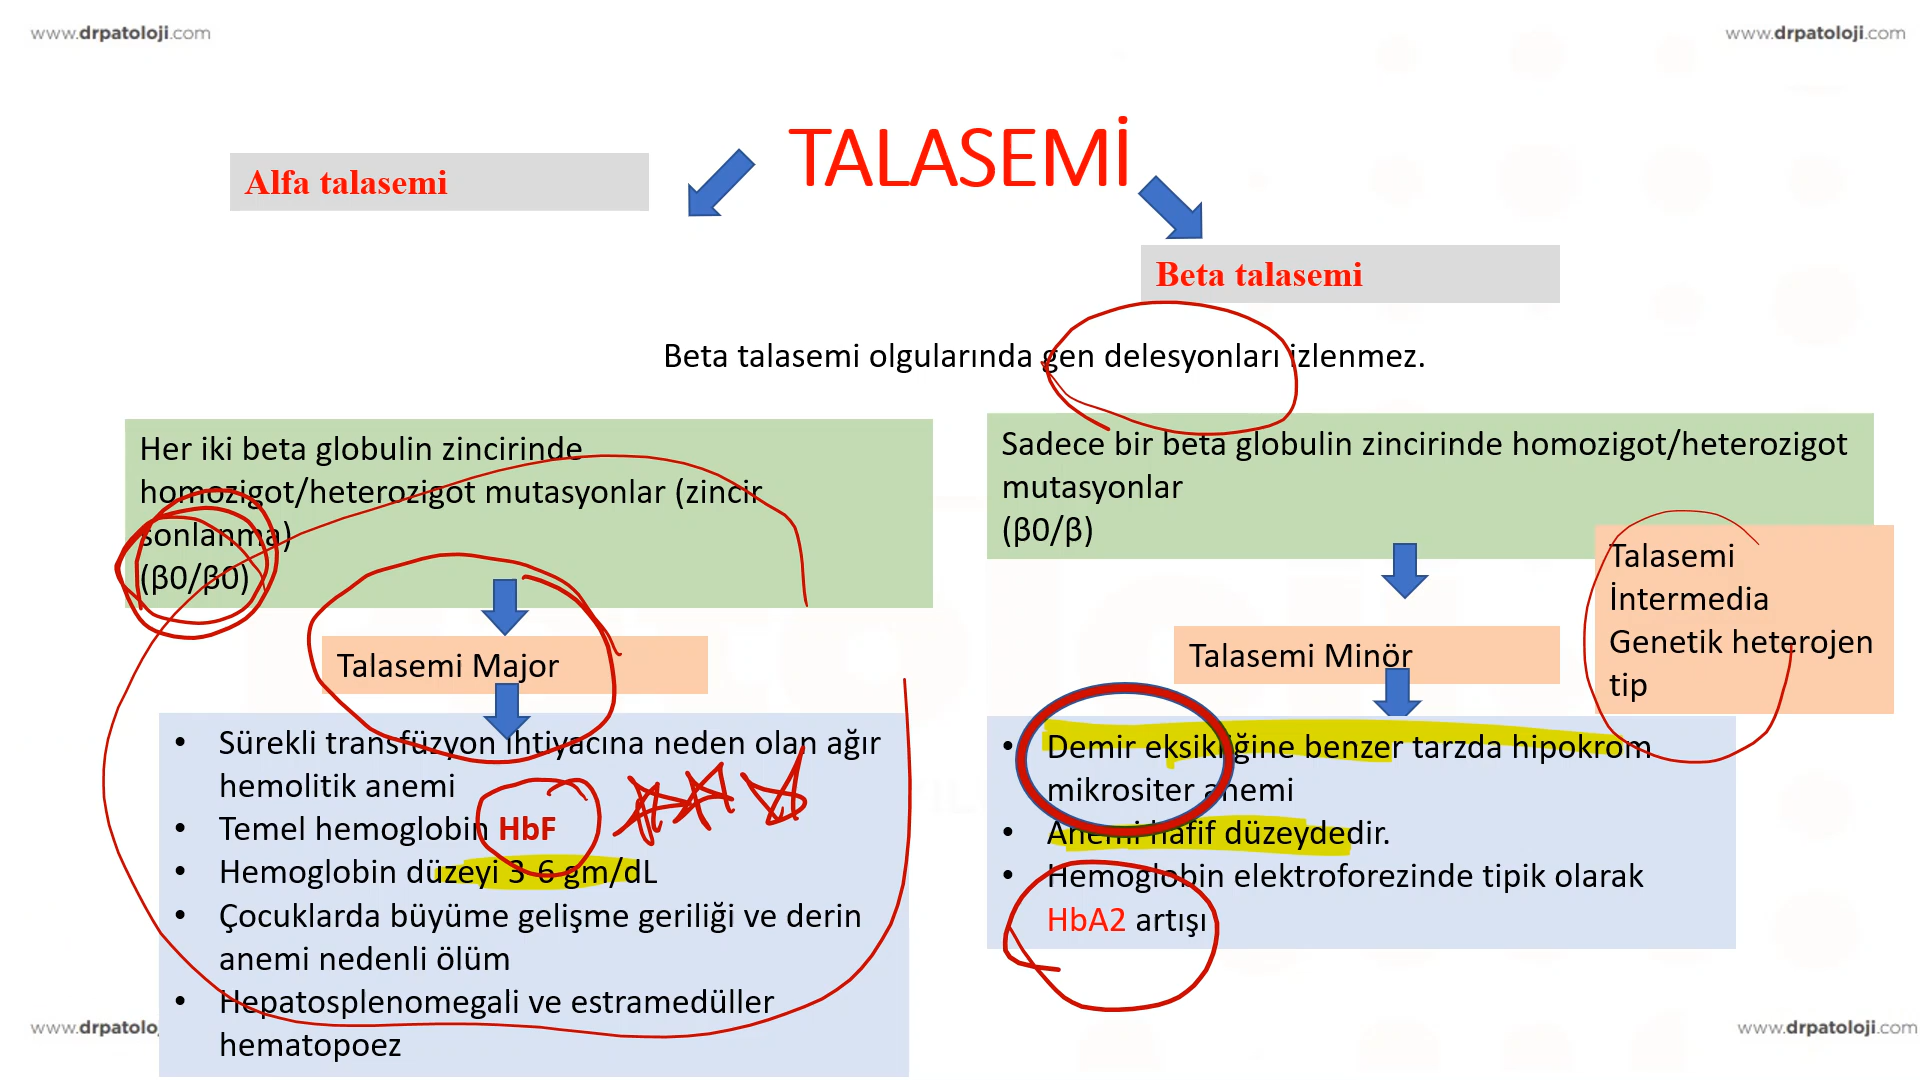 www.drpatoloji.com
www.drpatoloji.com
TALASEMİ
Alfa talasemi
Beta talasemi
Beta talasemi olgularında gen delesyonları izlenmez.
Her iki beta globulin zincirinde
homozigot/heterozigot mutasyonlar (zincir
sonlanma)
(β0/β0)
Talasemi Major
• Sürekli transfüzyon ihtiyacına neden olan ağır
hemolitik anemi
• Temel hemoglobin HbF
• Hemoglobin düzeyi 3-6 gm/dL
• Çocuklarda büyüme gelişme geriliği ve derin
anemi nedenli ölüm
• Hepatosplenomegali ve estramedüller
hematopoez
Sadece bir beta globulin zincirinde homozigot/heterozigot
mutasyonlar
(β0/β)
Talasemi
İntermedia
Genetik heterojen
tip
Talasemi Minör
• Demir eksikliğine benzer tarzda hipokrom
mikrositer anemi
• Anemi hafif düzeydedir.
• Hemoglobin elektroforezinde tipik olarak
HbA2 artışı
www.drpatoloj
www.drpatoloji.com